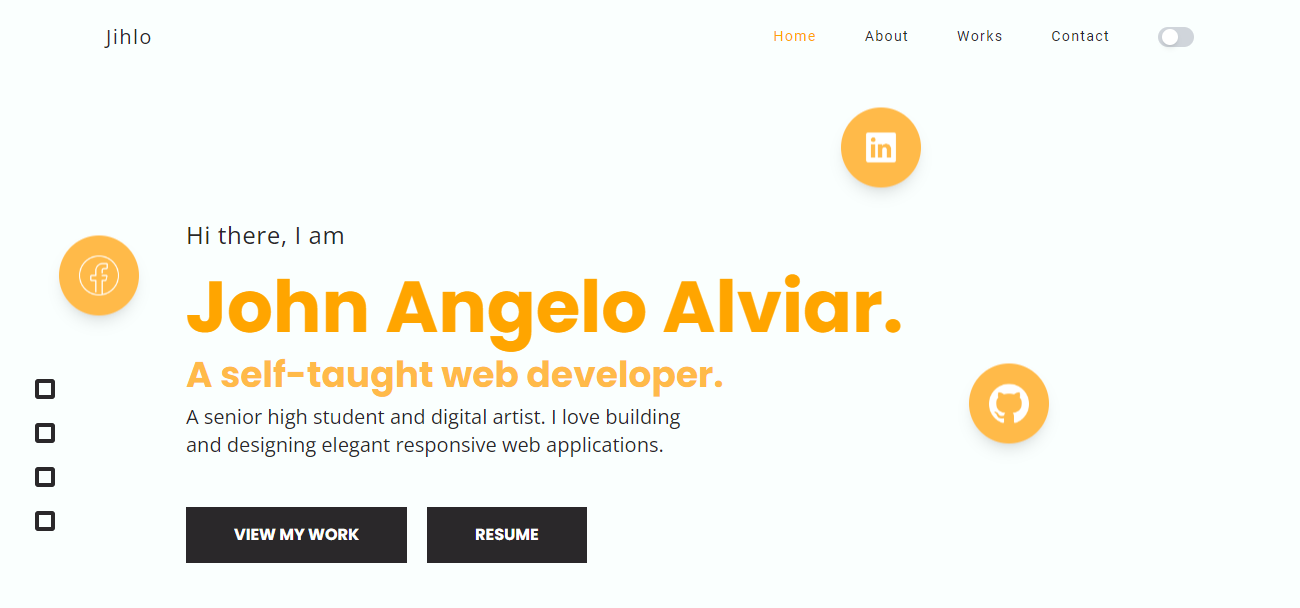 Jihlo
Home About Works Contact
in
Hi there, I am
John Angelo Alviar.
A self-taught web developer.
A senior high student and digital artist. I love building
and designing elegant responsive web applications.
VIEW MY WORK RESUME